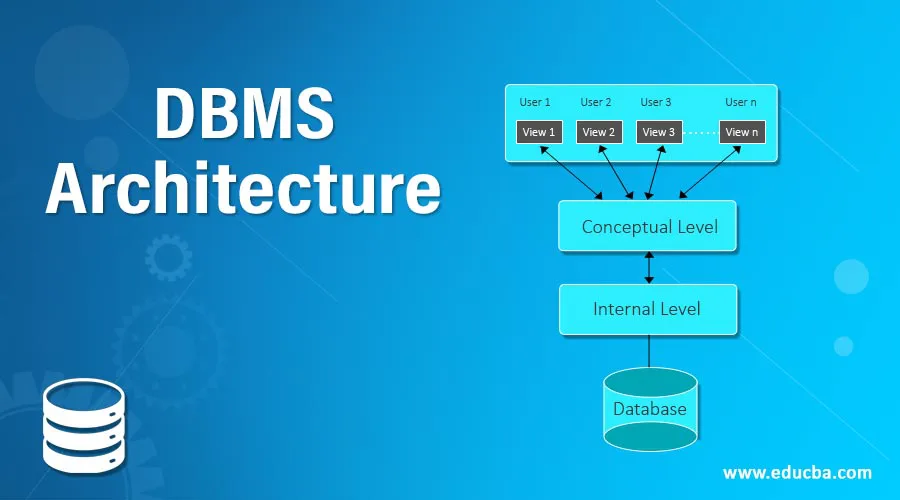 DBMS
Architecture
User 1 User 2 User 3 User n
View 1 View 2 View 3 View n
Conceptual Level
Internal Level
Database
www.educba.com